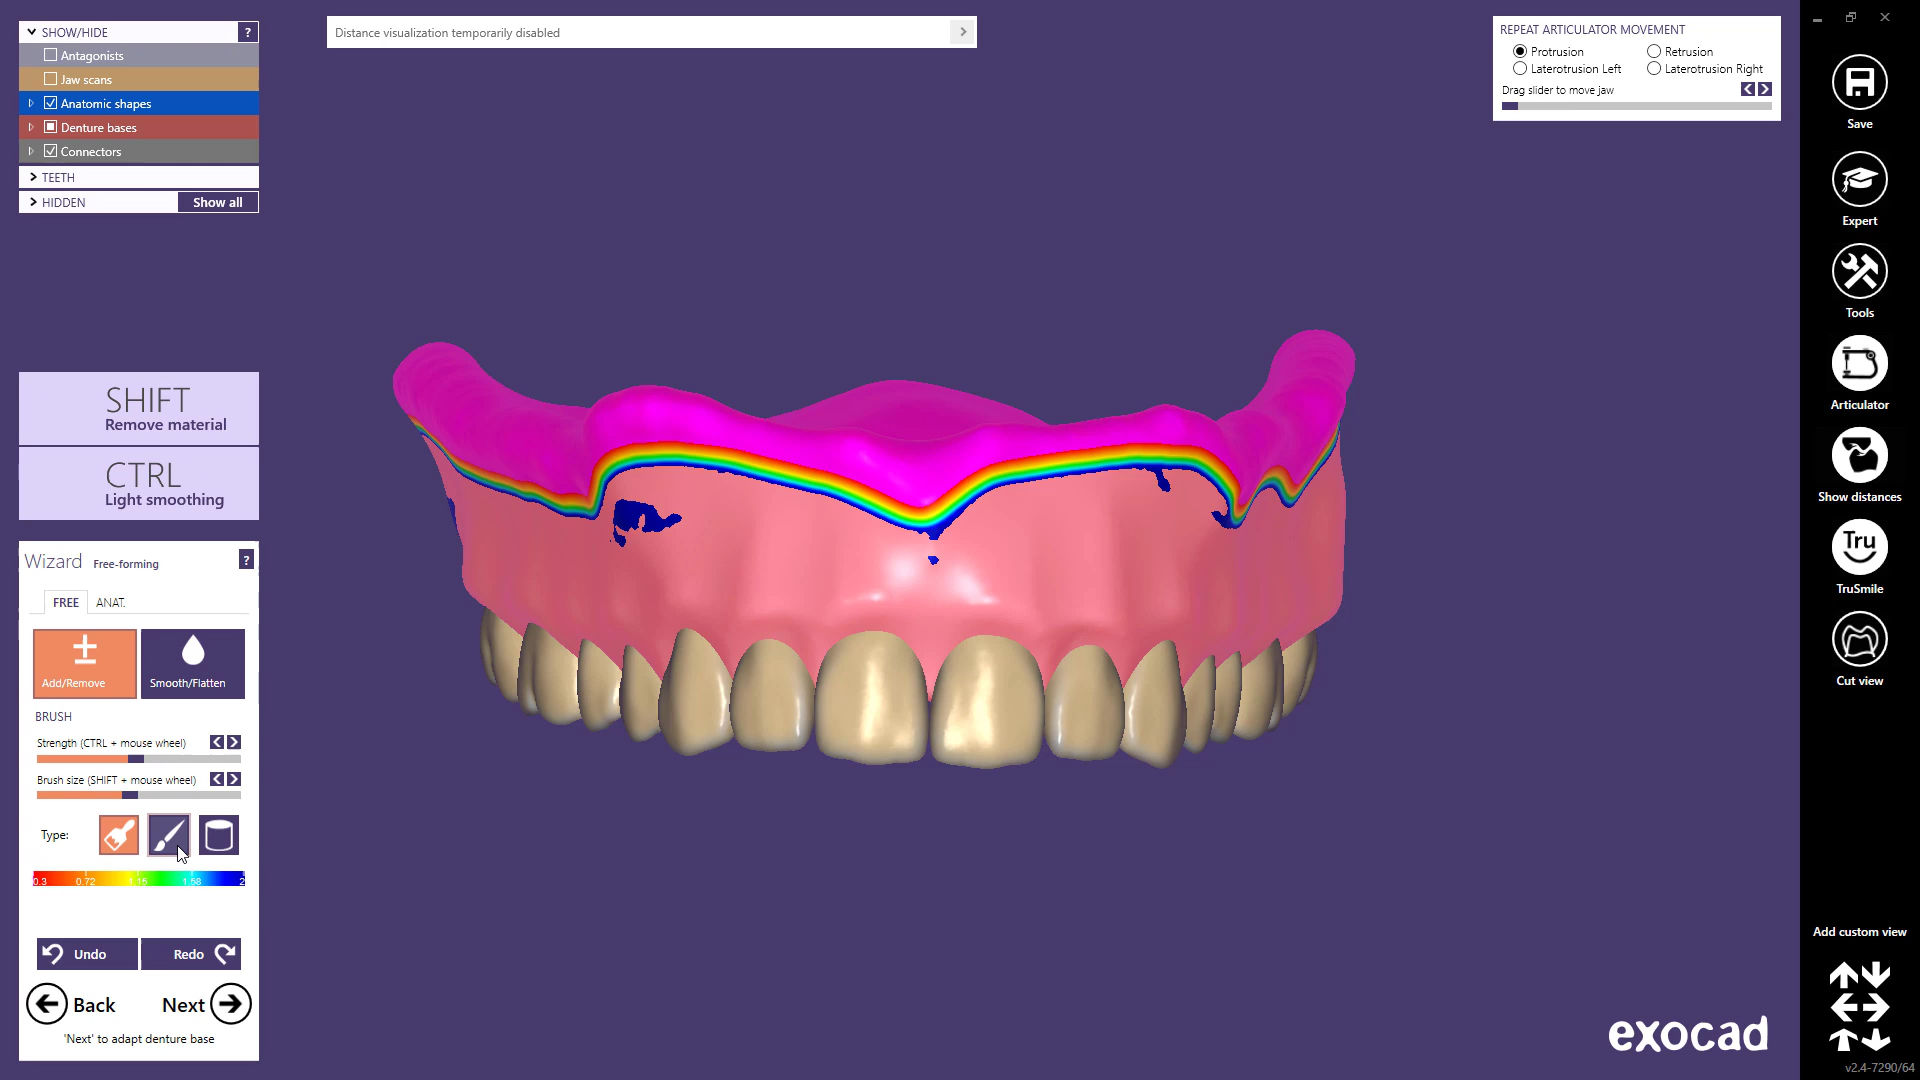 SHOW/HIDE ?
Antagonists
Jaw scans
Anatomic shapes
Denture bases
Connectors
TEETH
HIDDEN Show all
Distance visualization temporarily disabled
REPEAT ARTICULATOR MOVEMENT
Protrusion Retrusion
Laterotrusion Left Laterotrusion Right
Drag slider to move jaw
SHIFT
Remove material
CTRL
Light smoothing
Wizard Free-forming ?
FREE ANAT.
Add/Remove Smooth/Flatten
BRUSH
Strength (CTRL + mouse wheel)
Brush size (SHIFT + mouse wheel)
Type:
0.3 0.72 1.15 1.58 2
Undo Redo
Back Next
'Next' to adapt denture base
Save
Expert
Tools
Articulator
Show distances
Tru
TruSmile
Cut view
Add custom view
exocad
v2.4-7290/64